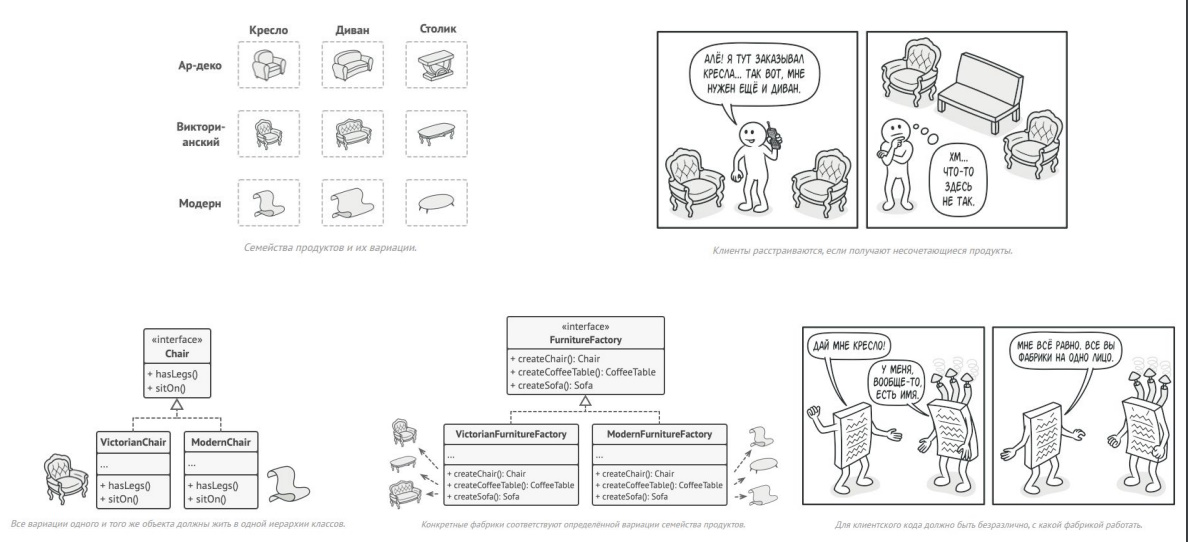 Кресло
Диван
Столик
Ар-деко
Виктори-
анский
Модерн
Семейства продуктов и их вариации.
АЛЁ! Я ТУТ ЗАКАЗЫВАЛ
КРЕСЛА... ТАК ВОТ, МНЕ
НУЖЕН ЕЩЁ И ДИВАН.
ХМ...
ЧТО-ТО
ЗДЕСЬ
НЕ ТАК.
Клиенты расстраиваются, если получают несочетающиеся продукты.
«interface»
Chair
+ hasLegs()
+ sitOn()
VictorianChair
...
+ hasLegs()
+ sitOn()
ModernChair
...
+ hasLegs()
+ sitOn()
Все вариации одного и того же объекта должны жить в одной иерархии классов.
«interface»
FurnitureFactory
+ createChair(): Chair
+ createCoffeeTable(): CoffeeTable
+ createSofa(): Sofa
VictorianFurnitureFactory
...
+ createChair(): Chair
+ createCoffeeTable(): CoffeeTable
+ createSofa(): Sofa
ModernFurnitureFactory
...
+ createChair(): Chair
+ createCoffeeTable(): CoffeeTable
+ createSofa(): Sofa
Конкретные фабрики соответствуют определённой вариации семейства продуктов.
ДАЙ МНЕ КРЕСЛО!
У МЕНЯ,
ВООБЩЕ-ТО,
ЕСТЬ ИМЯ.
МНЕ ВСЁ РАВНО. ВСЕ ВЫ
ФАБРИКИ НА ОДНО ЛИЦО.
Для клиентского кода должно быть безразлично, с какой фабрикой работать.